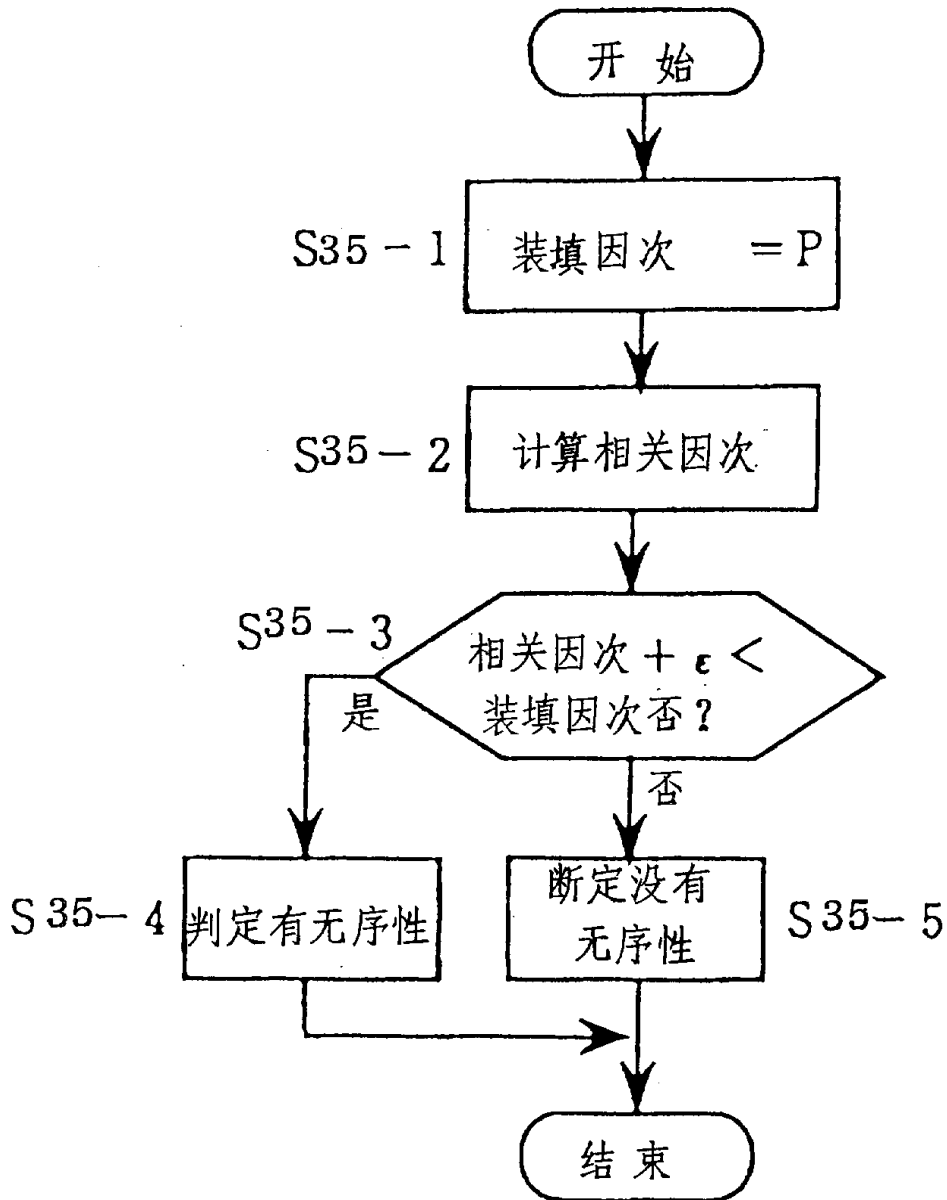 开 始
S35-1
装填因次 =P
S35-2
计算相关因次
S35-3
相关因次+ε<
装填因次否?
是
否
S35-4
判定有无序性
断定没有
无序性
S35-5
结束